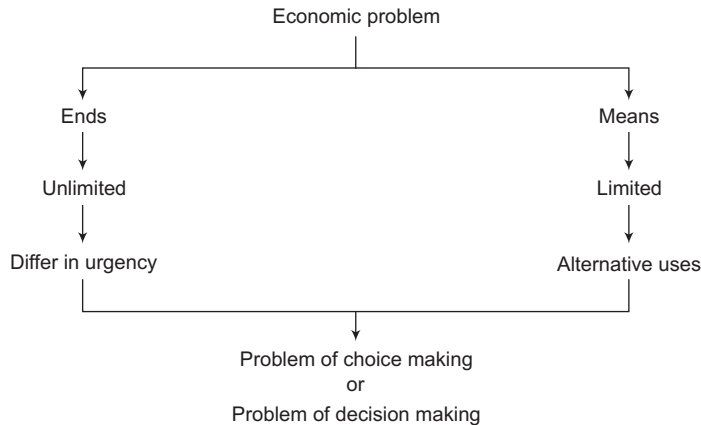 Economic problem
Ends
Means
Unlimited
Limited
Differ in urgency
Alternative uses
Problem of choice making
or
Problem of decision making